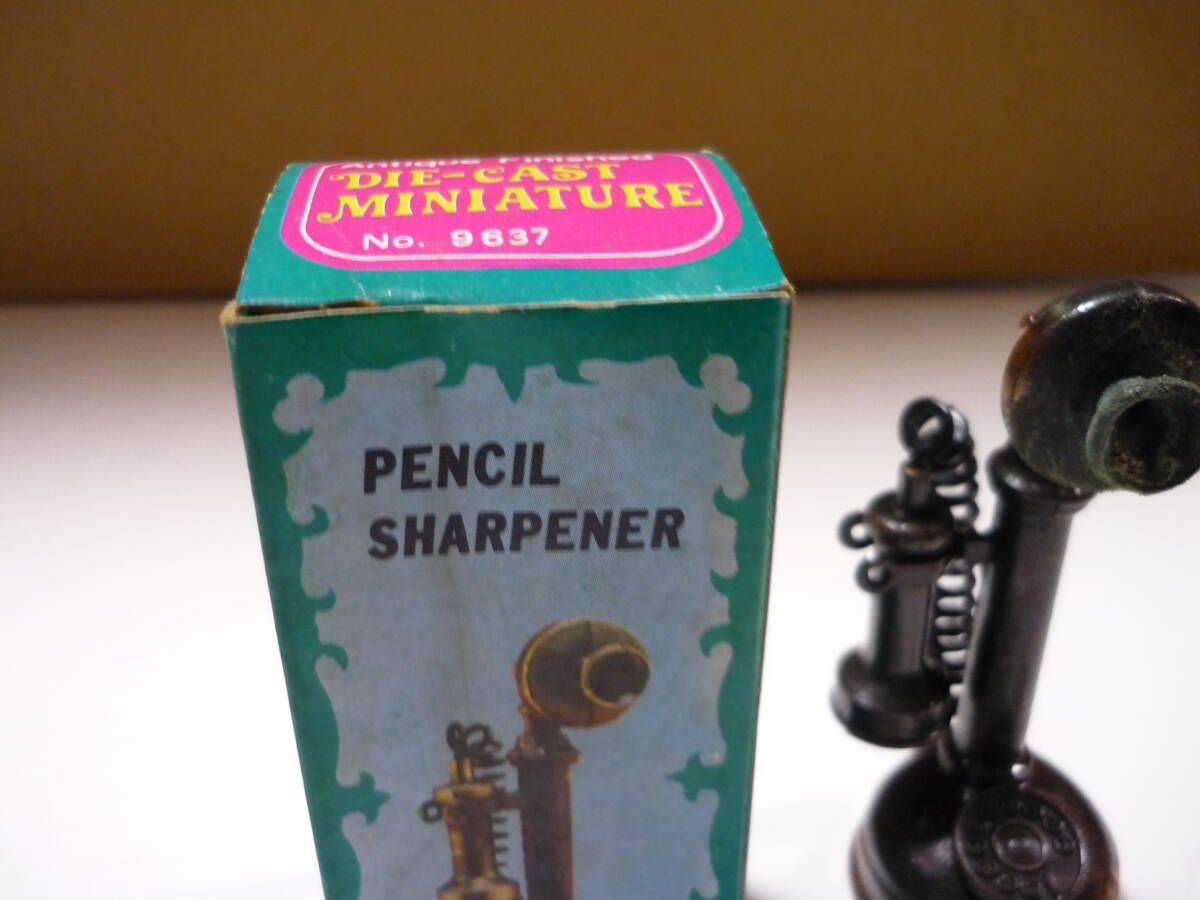 Antique Finished
DIE-CAST
MINIATURE
No. 9637
PENCIL
SHARPENER